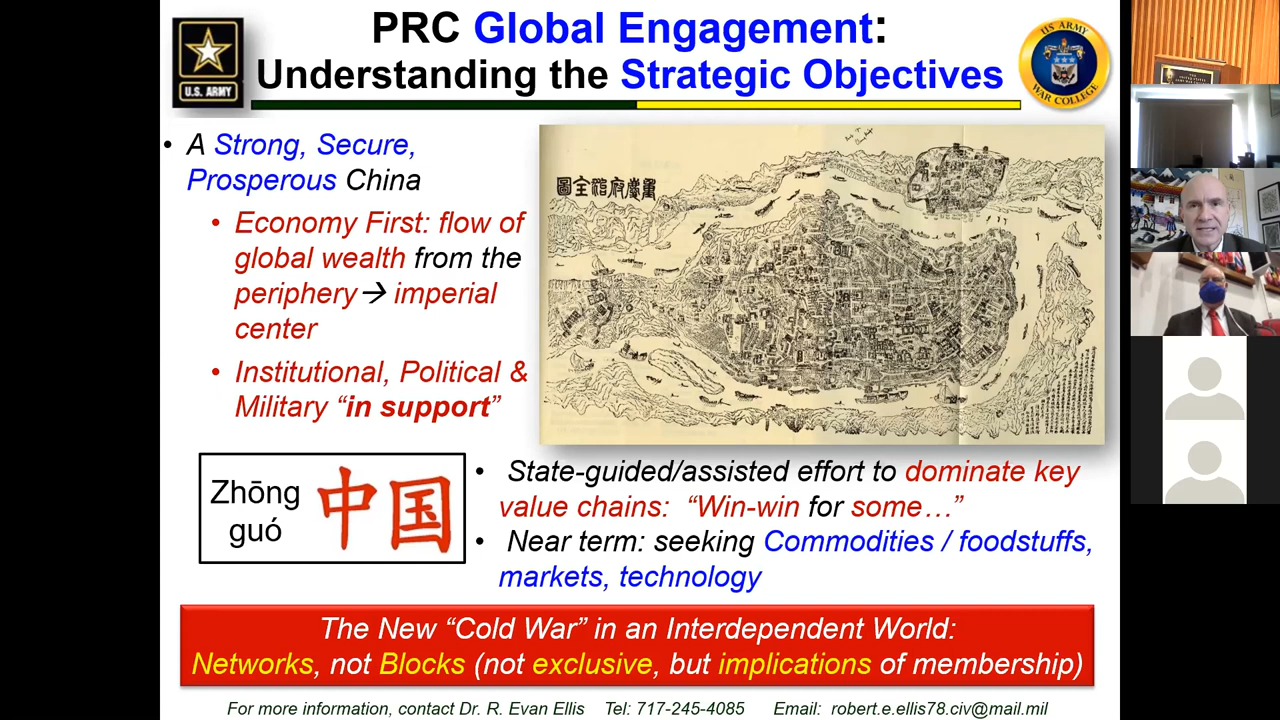 PRC Global Engagement:
Understanding the Strategic Objectives
U.S. ARMY
U.S ARMY
WAR COLLEGE
• A Strong, Secure,
Prosperous China
• Economy First: flow of
global wealth from the
periphery→ imperial
center
• Institutional, Political &
Military “in support”
Zhōng
guó
中国
• State-guided/assisted effort to dominate key
value chains: “Win-win for some…”
• Near term: seeking Commodities / foodstuffs,
markets, technology
The New “Cold War” in an Interdependent World:
Networks, not Blocks (not exclusive, but implications of membership)
For more information, contact Dr. R. Evan Ellis Tel: 717-245-4085 Email: robert.e.ellis78.civ@mail.mil